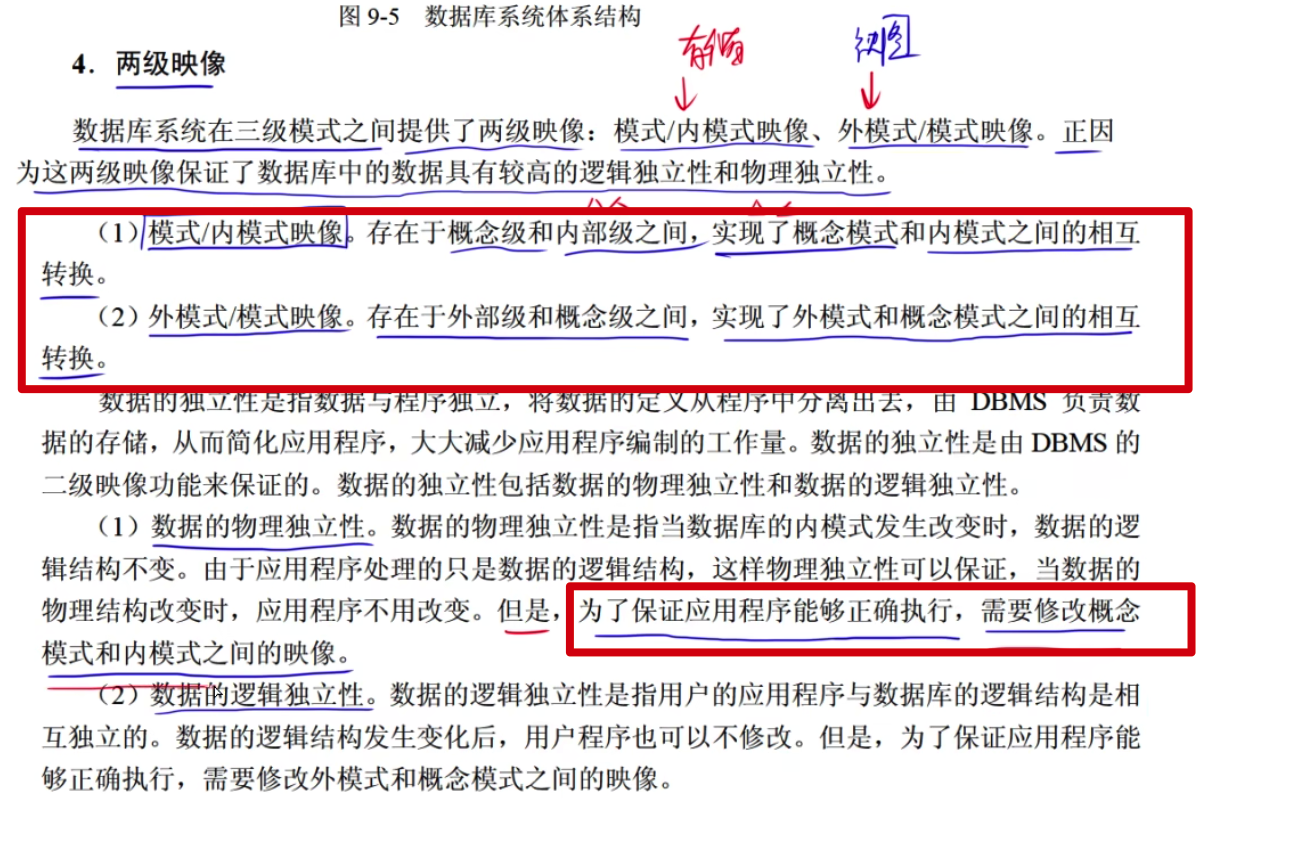 图 9-5 数据库系统体系结构
视图
4. 两级映像
数据库系统在三级模式之间提供了两级映像：模式/内模式映像、外模式/模式映像。正因
为这两级映像保证了数据库中的数据具有较高的逻辑独立性和物理独立性。
（1）模式/内模式映像。存在于概念级和内部级之间，实现了概念模式和内模式之间的相互
转换。
（2）外模式/模式映像。存在于外部级和概念级之间，实现了外模式和概念模式之间的相互
转换。
数据的独立性是指数据与程序独立，将数据的定义从程序中分离出去，由 DBMS 负责数
据的存储，从而简化应用程序，大大减少应用程序编制的工作量。数据的独立性是由 DBMS 的
二级映像功能来保证的。数据的独立性包括数据的物理独立性和数据的逻辑独立性。
（1）数据的物理独立性。数据的物理独立性是指当数据库的内模式发生改变时，数据的逻
辑结构不变。由于应用程序处理的只是数据的逻辑结构，这样物理独立性可以保证，当数据的
物理结构改变时，应用程序不用改变。但是，为了保证应用程序能够正确执行，需要修改概念
模式和内模式之间的映像。
（2）数据的逻辑独立性。数据的逻辑独立性是指用户的应用程序与数据库的逻辑结构是相
互独立的。数据的逻辑结构发生变化后，用户程序也可以不修改。但是，为了保证应用程序能
够正确执行，需要修改外模式和概念模式之间的映像。